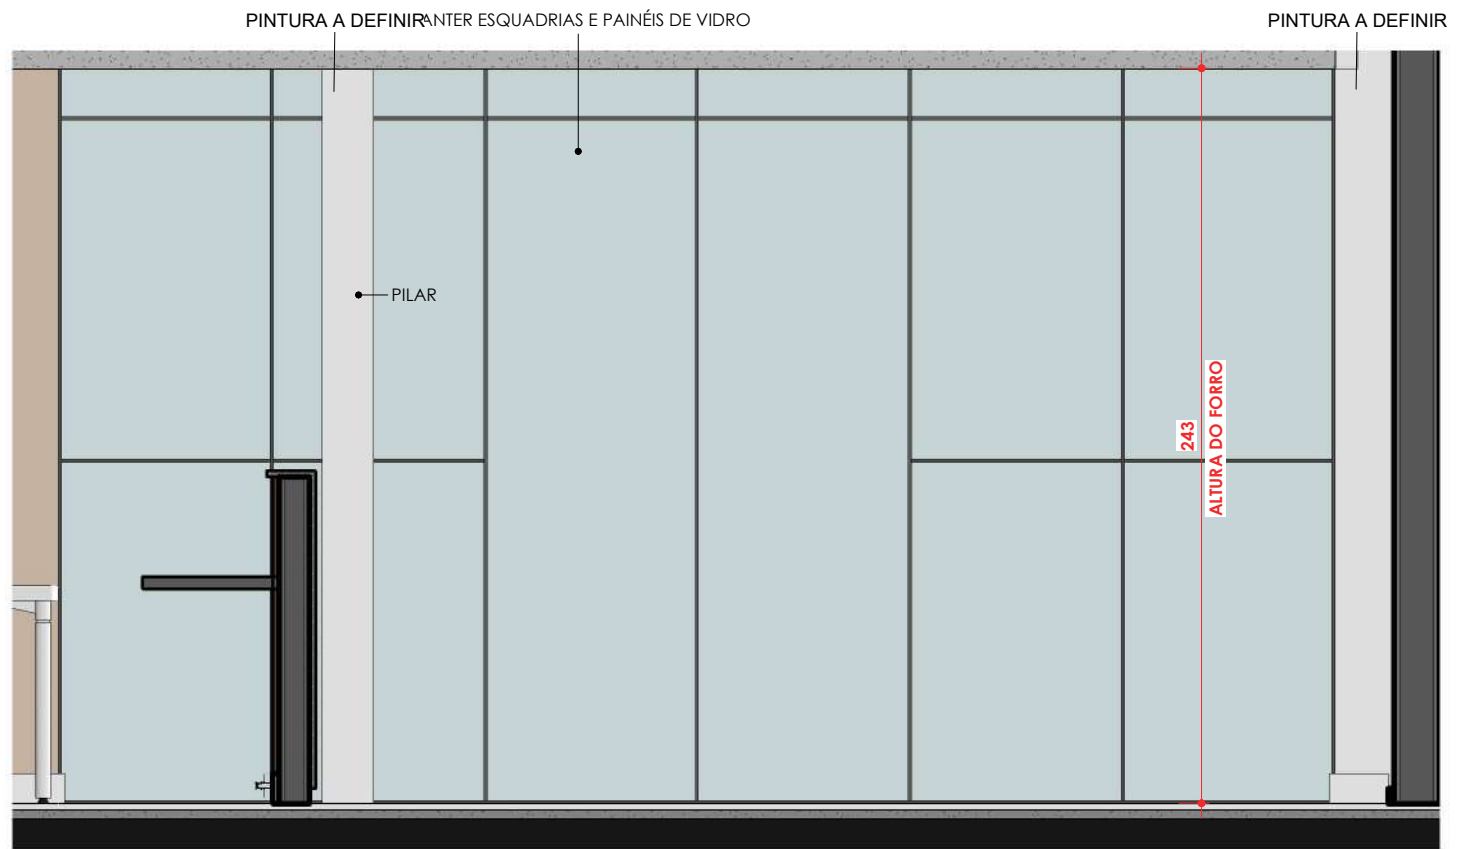 PINTURA A DEFINIR
ANTER ESQUADRIAS E PAINÉIS DE VIDRO
PINTURA A DEFINIR
PILAR
243
ALTURA DO FORRO